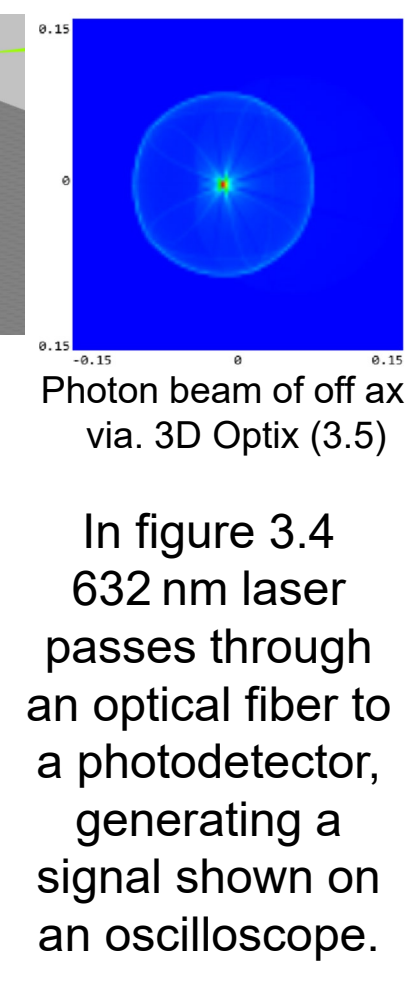 0.15
0
0.15
-0.15 0 0.15
Photon beam of off ax
via. 3D Optix (3.5)
In figure 3.4
632 nm laser
passes through
an optical fiber to
a photodetector,
generating a
signal shown on
an oscilloscope.